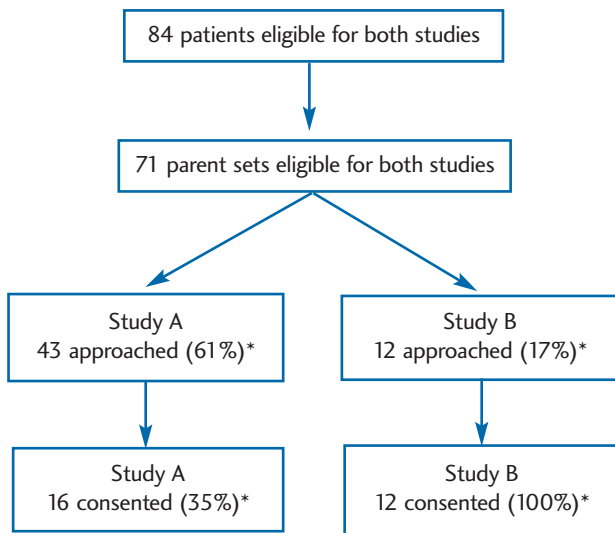 84 patients eligible for both studies
71 parent sets eligible for both studies
Study A
43 approached (61%)*
Study B
12 approached (17%)*
Study A
16 consented (35%)*
Study B
12 consented (100%)*